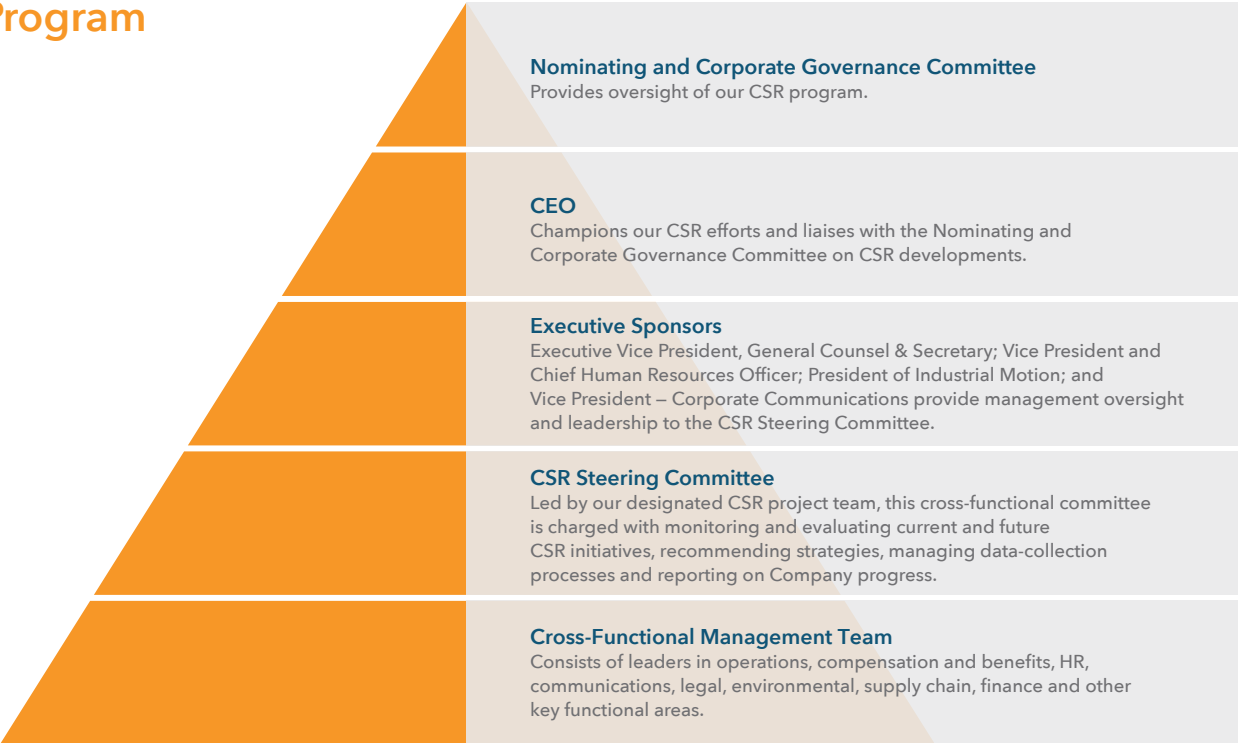 Program
Nominating and Corporate Governance Committee
Provides oversight of our CSR program.
CEO
Champions our CSR efforts and liaises with the Nominating and
Corporate Governance Committee on CSR developments.
Executive Sponsors
Executive Vice President, General Counsel & Secretary; Vice President and
Chief Human Resources Officer; President of Industrial Motion; and
Vice President – Corporate Communications provide management oversight
and leadership to the CSR Steering Committee.
CSR Steering Committee
Led by our designated CSR project team, this cross-functional committee
is charged with monitoring and evaluating current and future
CSR initiatives, recommending strategies, managing data-collection
processes and reporting on Company progress.
Cross-Functional Management Team
Consists of leaders in operations, compensation and benefits, HR,
communications, legal, environmental, supply chain, finance and other
key functional areas.